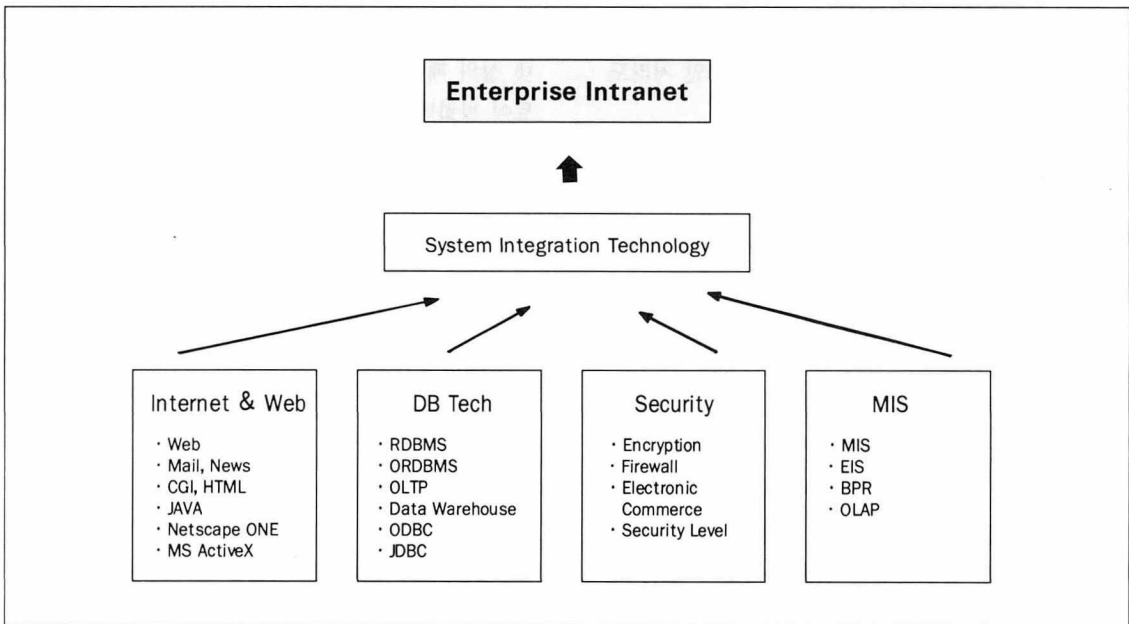 Enterprise Intranet
System Integration Technology
Internet & Web
· Web
· Mail, News
· CGI, HTML
· JAVA
· Netscape ONE
· MS ActiveX
DB Tech
· RDBMS
· ORDBMS
· OLTP
· Data Warehouse
· ODBC
· JDBC
Security
· Encryption
· Firewall
· Electronic
Commerce
· Security Level
MIS
· MIS
· EIS
· BPR
· OLAP